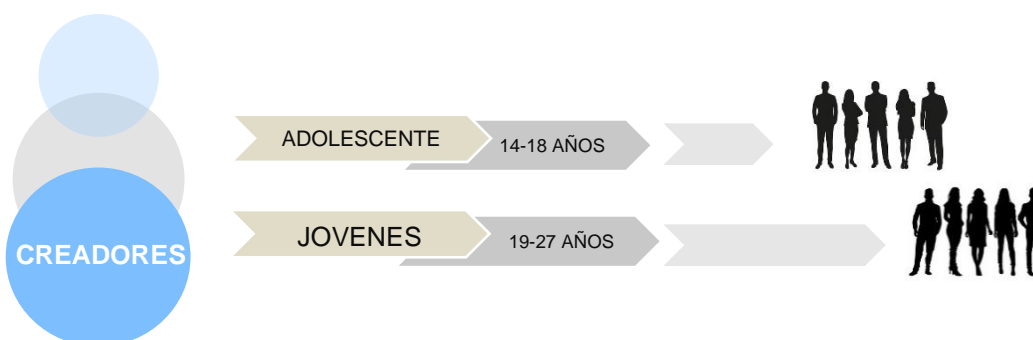 ADOLESCENTE
14-18 AÑOS
JOVENES
19-27 AÑOS
CREADORES